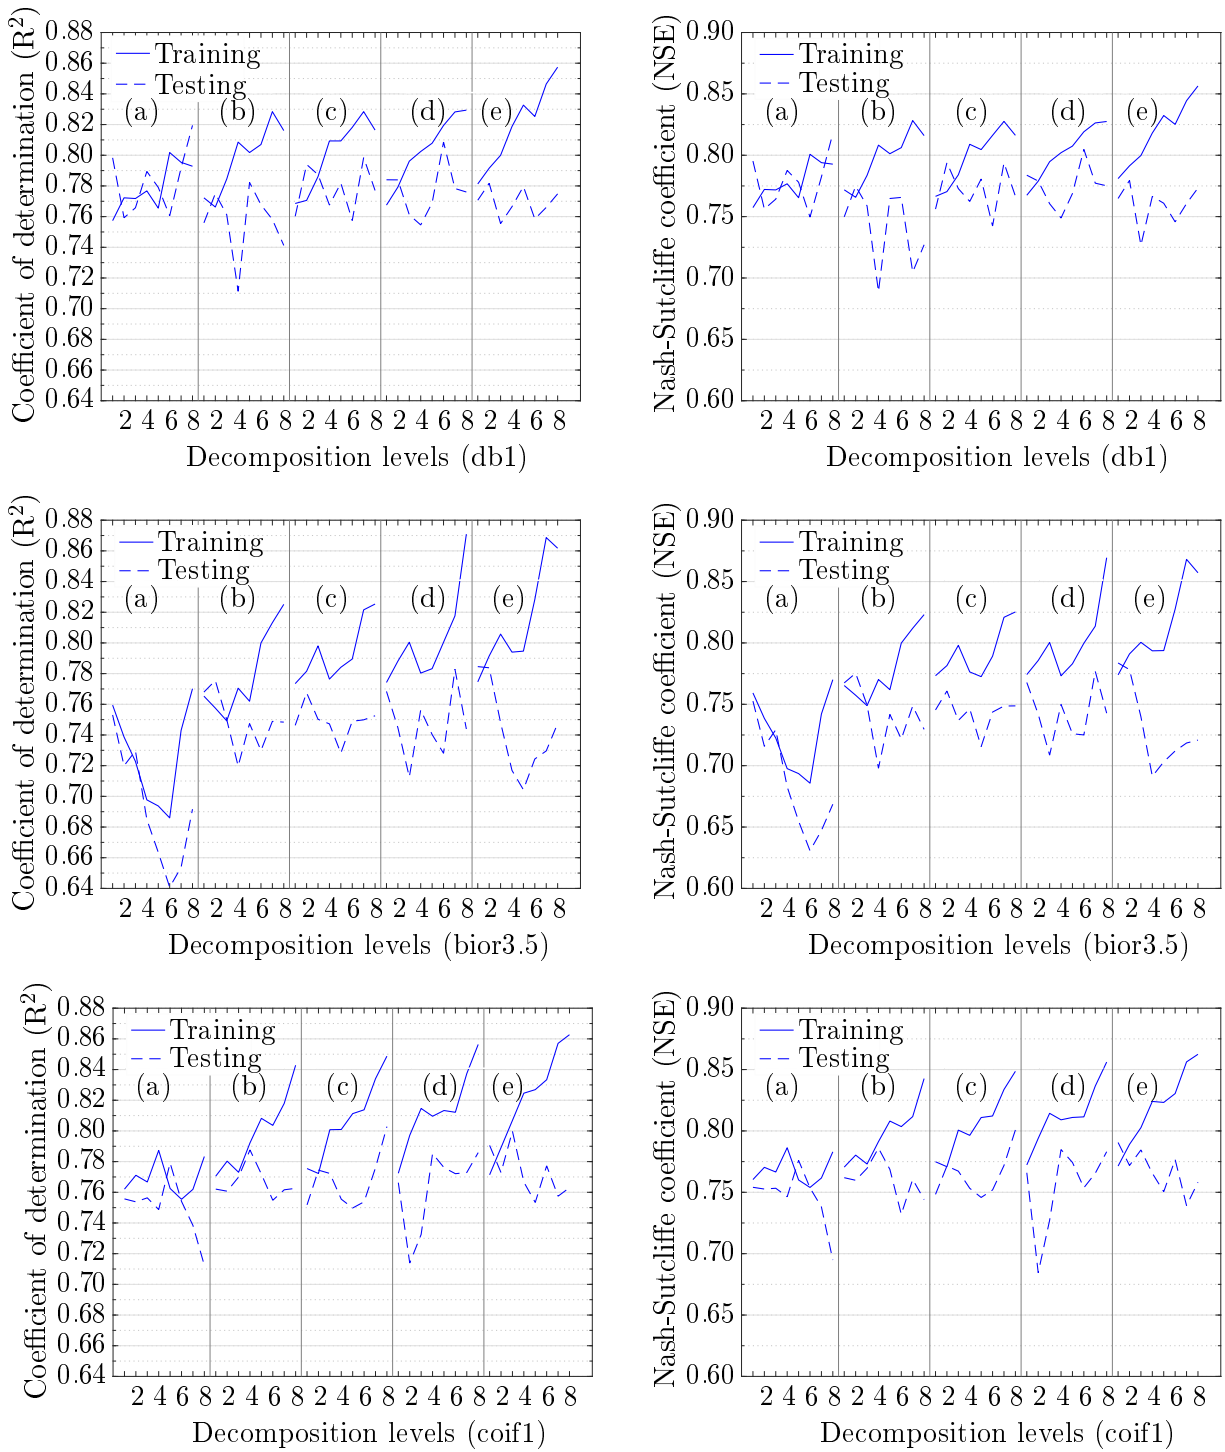 Coefficient of determination (R²)
0.88
0.86
0.84
0.82
0.80
0.78
0.76
0.74
0.72
0.70
0.68
0.66
0.64
Training
Testing
(a) (b) (c) (d) (e)
2 4 6 8 2 4 6 8 2 4 6 8 2 4 6 8 2 4 6 8
Decomposition levels (db1)
Nash-Sutcliffe coefficient (NSE)
0.90
0.85
0.80
0.75
0.70
0.65
0.60
Training
Testing
(a) (b) (c) (d) (e)
2 4 6 8 2 4 6 8 2 4 6 8 2 4 6 8 2 4 6 8
Decomposition levels (db1)
Coefficient of determination (R²)
0.88
0.86
0.84
0.82
0.80
0.78
0.76
0.74
0.72
0.70
0.68
0.66
0.64
Training
Testing
(a) (b) (c) (d) (e)
2 4 6 8 2 4 6 8 2 4 6 8 2 4 6 8 2 4 6 8
Decomposition levels (bior3.5)
Nash-Sutcliffe coefficient (NSE)
0.90
0.85
0.80
0.75
0.70
0.65
0.60
Training
Testing
(a) (b) (c) (d) (e)
2 4 6 8 2 4 6 8 2 4 6 8 2 4 6 8 2 4 6 8
Decomposition levels (bior3.5)
Coefficient of determination (R²)
0.88
0.86
0.84
0.82
0.80
0.78
0.76
0.74
0.72
0.70
0.68
0.66
0.64
Training
Testing
(a) (b) (c) (d) (e)
2 4 6 8 2 4 6 8 2 4 6 8 2 4 6 8 2 4 6 8
Decomposition levels (coif1)
Nash-Sutcliffe coefficient (NSE)
0.90
0.85
0.80
0.75
0.70
0.65
0.60
Training
Testing
(a) (b) (c) (d) (e)
2 4 6 8 2 4 6 8 2 4 6 8 2 4 6 8 2 4 6 8
Decomposition levels (coif1)